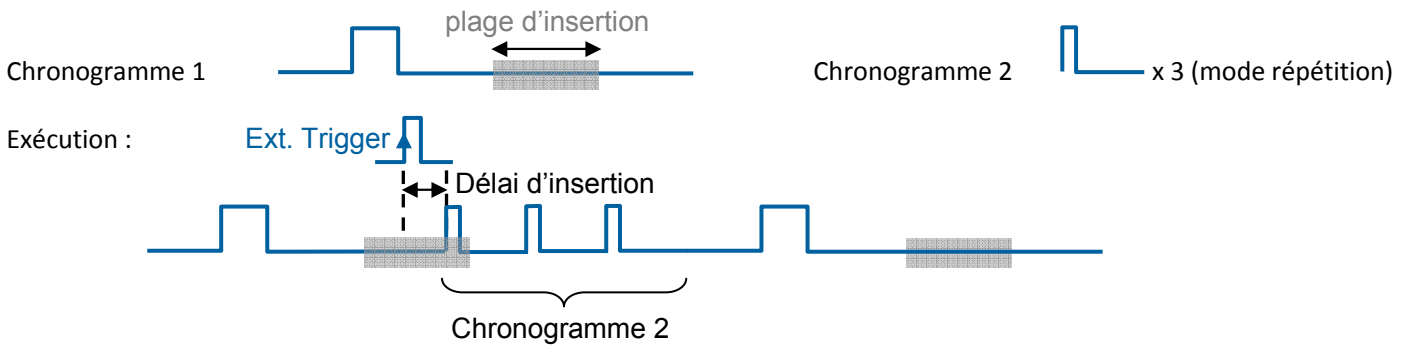 plage d'insertion
Chronogramme 1
Chronogramme 2
x 3 (mode répétition)
Exécution :
Ext. Trigger
Délai d'insertion
Chronogramme 2